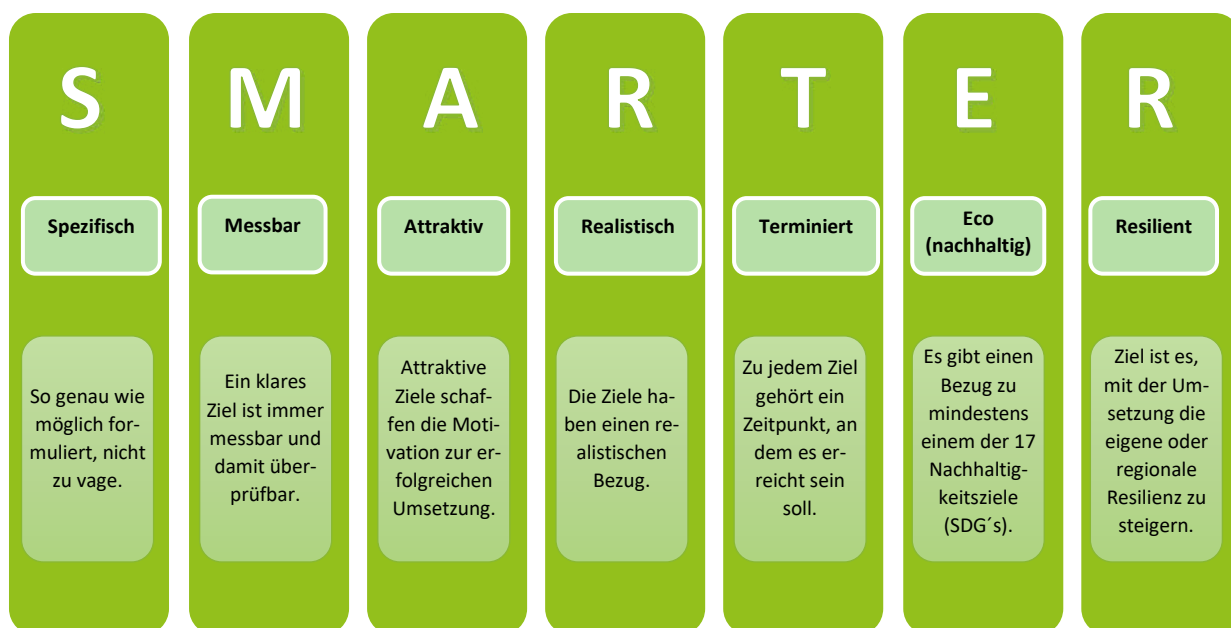 S
Spezifisch
So genau wie
möglich for-
muliert, nicht
zu vage.
M
Messbar
Ein klares
Ziel ist immer
messbar und
damit über-
prüfbar.
A
Attraktiv
Attraktive
Ziele schaf-
fen die Moti-
vation zur er-
folgreichen
Umsetzung.
R
Realistisch
Die Ziele ha-
ben einen re-
alistischen
Bezug.
T
Terminiert
Zu jedem Ziel
gehört ein
Zeitpunkt, an
dem es er-
reicht sein
soll.
E
Eco
(nachhaltig)
Es gibt einen
Bezug zu
mindestens
einem der 17
Nachhaltig-
keitsziele
(SDG´s).
R
Resilient
Ziel ist es,
mit der Um-
setzung die
eigene oder
regionale
Resilienz zu
steigern.